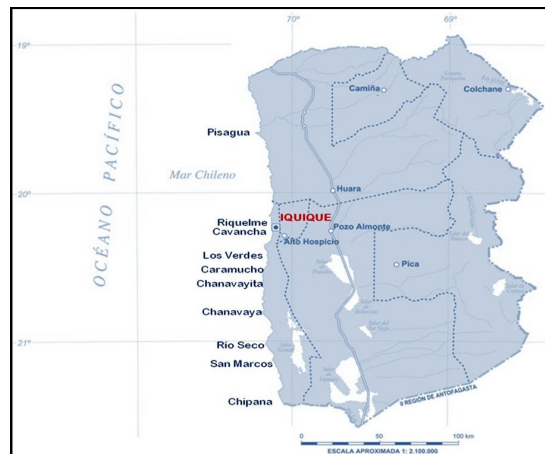 70°
69°
19°
Camiña
Colchane
Pisagua
OCÉANO PACÍFICO
Mar Chileno
20°
Huara
IQUIQUE
Riquelme
Cavancha
Pozo Almonte
Alto Hospicio
Los Verdes
Caramucho
Pica
Chanavayita
Chanavaya
Río Seco
21°
San Marcos
Chipana
II REGIÓN DE ANTOFAGASTA
0 50 100 km
ESCALA APROXIMADA 1: 2.100.000